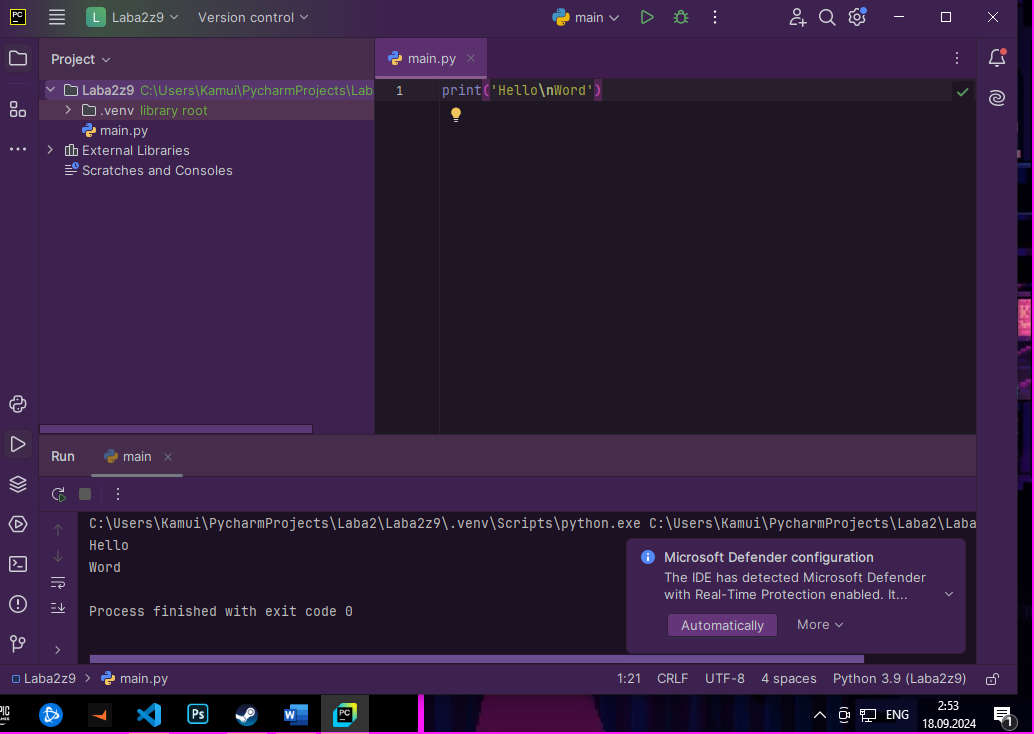 PC
L Laba2z9 Version control main
Project main.py
Laba2z9 C:\Users\Kamui\PycharmProjects\Lab
.venv library root
main.py
External Libraries
Scratches and Consoles
1 print('Hello\nWord')
Run main
C:\Users\Kamui\PycharmProjects\Laba2\Laba2z9\.venv\Scripts\python.exe C:\Users\Kamui\PycharmProjects\Laba2\Laba
Hello
Word
Process finished with exit code 0
Microsoft Defender configuration
The IDE has detected Microsoft Defender
with Real-Time Protection enabled. It...
Automatically More
Laba2z9 main.py 1:21 CRLF UTF-8 4 spaces Python 3.9 (Laba2z9)
Ps W PC ENG 2:53
18.09.2024 1